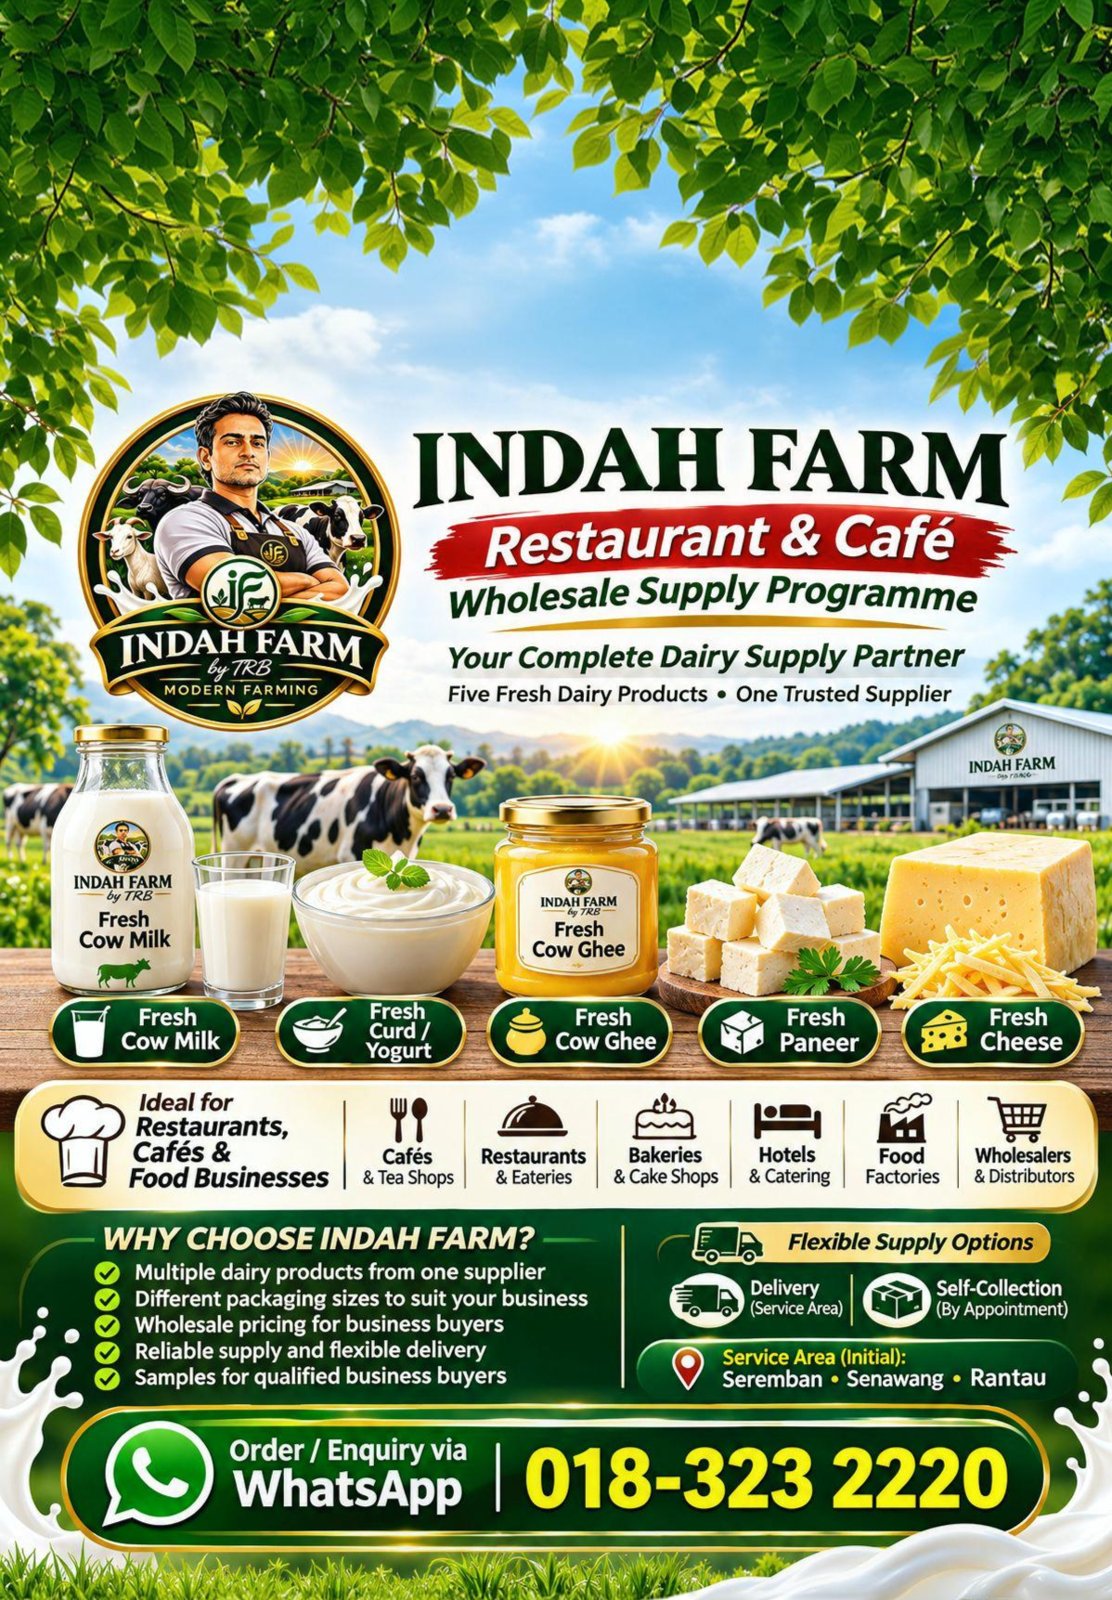 INDAH FARM
Restaurant & Café
Wholesale Supply Programme
Your Complete Dairy Supply Partner
Five Fresh Dairy Products • One Trusted Supplier
jF
INDAH FARM
by TRB
MODERN FARMING
INDAH FARM
INDAH FARM
by TRB
Fresh
Cow Milk
INDAH FARM
by TRB
Fresh
Cow Ghee
Fresh
Cow Milk
Fresh
Curd /
Yogurt
Fresh
Cow Ghee
Fresh
Paneer
Fresh
Cheese
Ideal for
Restaurants,
Cafés &
Food Businesses
Cafés
& Tea Shops
Restaurants
& Eateries
Bakeries
& Cake Shops
Hotels
& Catering
Food
Factories
Wholesalers
& Distributors
WHY CHOOSE INDAH FARM?
Multiple dairy products from one supplier
Different packaging sizes to suit your business
Wholesale pricing for business buyers
Reliable supply and flexible delivery
Samples for qualified business buyers
Flexible Supply Options
Delivery
(Service Area)
Self-Collection
(By Appointment)
Service Area (Initial):
Seremban • Senawang • Rantau
Order / Enquiry via
WhatsApp
018-323 2220